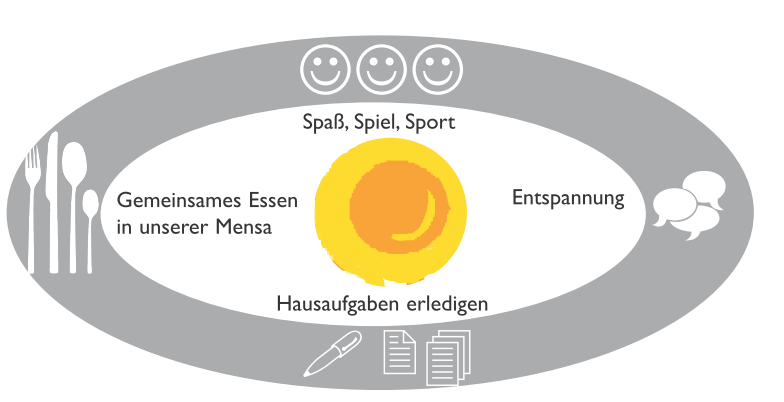 Spaß, Spiel, Sport
Gemeinsames Essen
in unserer Mensa
Entspannung
Hausaufgaben erledigen